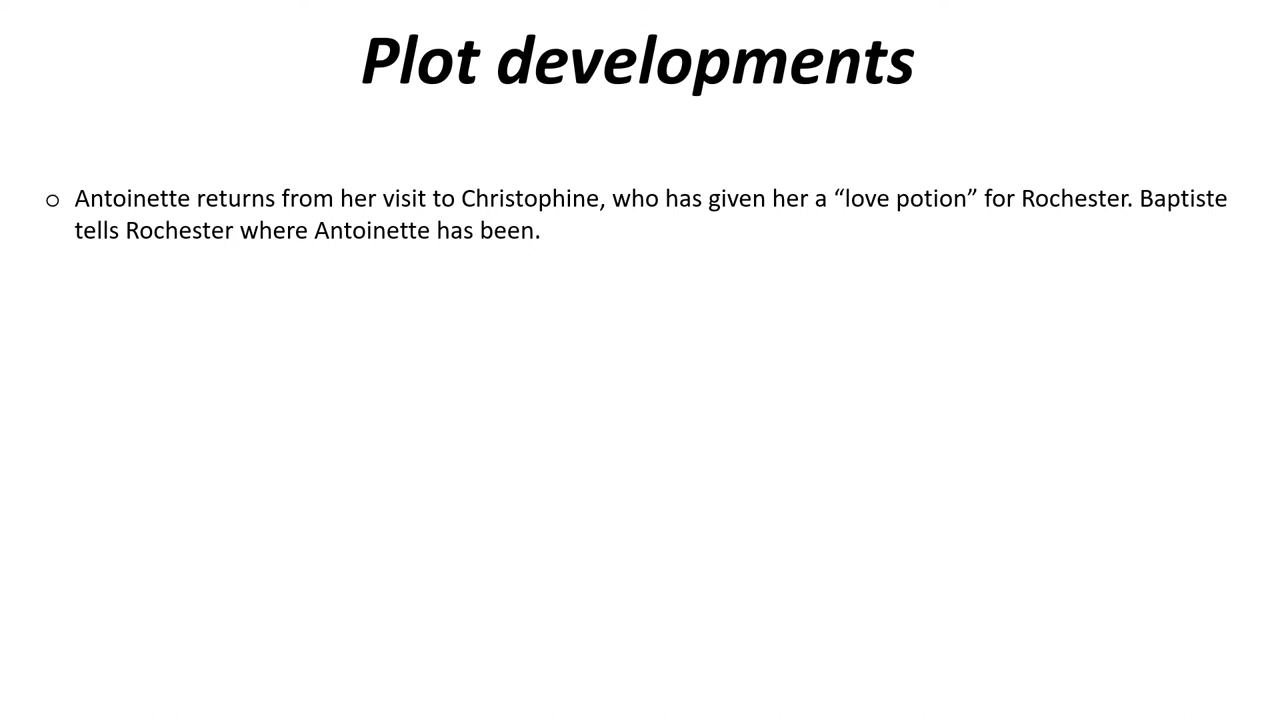 Plot developments
○ Antoinette returns from her visit to Christophine, who has given her a “love potion” for Rochester. Baptiste
tells Rochester where Antoinette has been.